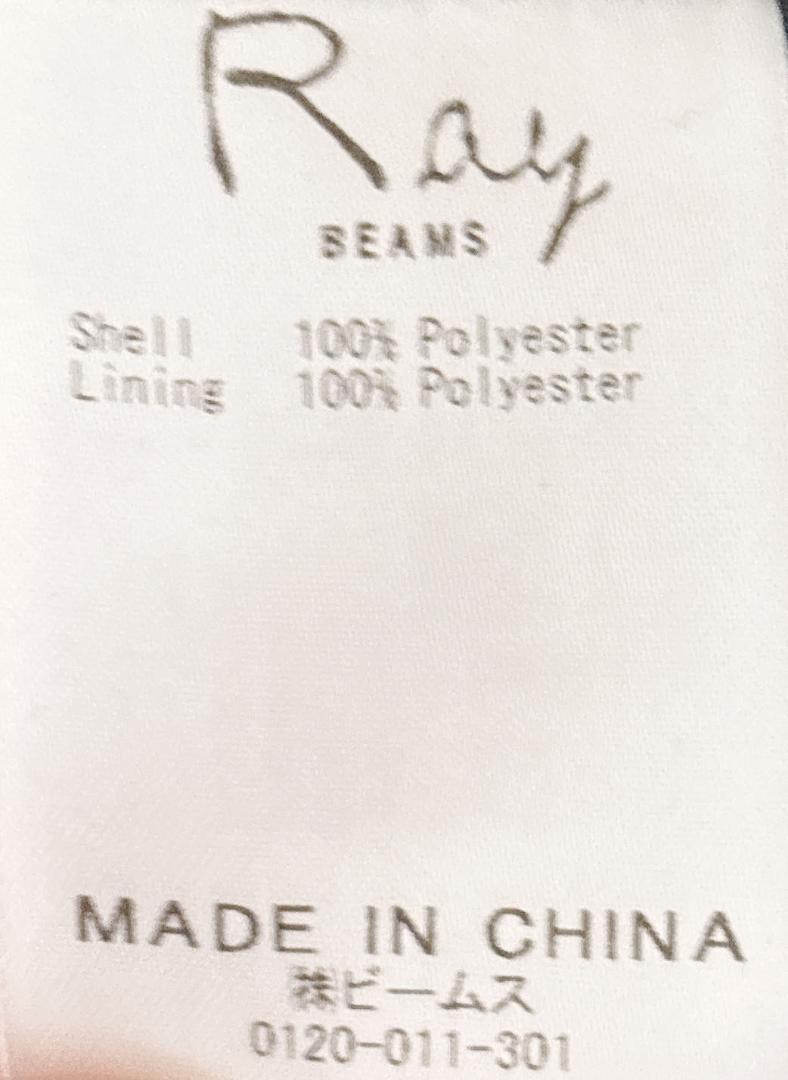 Ray
BEAMS
Shell 100% Polyester
Lining 100% Polyester
MADE IN CHINA
㈱ビームス
0120-011-301